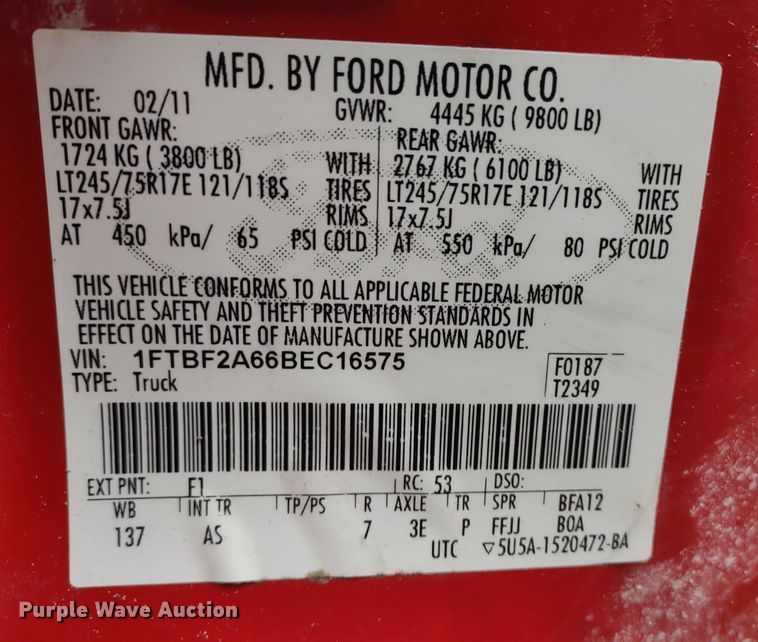 MFD. BY FORD MOTOR CO.
DATE: 02/11 GVWR: 4445 KG ( 9800 LB)
FRONT GAWR: REAR GAWR:
1724 KG ( 3800 LB) WITH 2767 KG ( 6100 LB) WITH
LT245/75R17E 121/118S TIRES LT245/75R17E 121/118S TIRES
17x7.5J RIMS 17x7.5J RIMS
AT 450 kPa/ 65 PSI COLD AT 550 kPa/ 80 PSI COLD
THIS VEHICLE CONFORMS TO ALL APPLICABLE FEDERAL MOTOR
VEHICLE SAFETY AND THEFT PREVENTION STANDARDS IN
EFFECT ON THE DATE OF MANUFACTURE SHOWN ABOVE.
VIN: 1FTBF2A66BEC16575 F0187
TYPE: Truck T2349
EXT PNT: F1 RC: 53 DSO:
WB INT TR TP/PS R AXLE TR SPR BFA12
137 AS 7 3E P FFJJ B0A
UTC ▽5U5A-1520472-BA
Purple Wave Auction